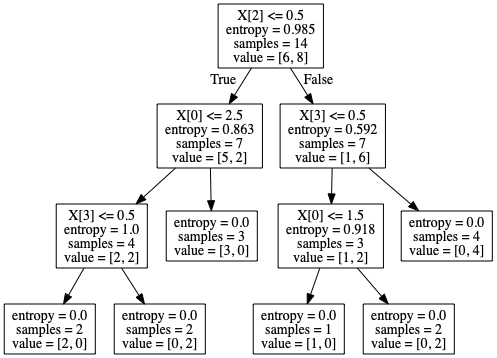 X[2] <= 0.5
entropy = 0.985
samples = 14
value = [6, 8]
True
False
X[0] <= 2.5
entropy = 0.863
samples = 7
value = [5, 2]
X[3] <= 0.5
entropy = 0.592
samples = 7
value = [1, 6]
X[3] <= 0.5
entropy = 1.0
samples = 4
value = [2, 2]
entropy = 0.0
samples = 3
value = [3, 0]
X[0] <= 1.5
entropy = 0.918
samples = 3
value = [1, 2]
entropy = 0.0
samples = 4
value = [0, 4]
entropy = 0.0
samples = 2
value = [2, 0]
entropy = 0.0
samples = 2
value = [0, 2]
entropy = 0.0
samples = 1
value = [1, 0]
entropy = 0.0
samples = 2
value = [0, 2]